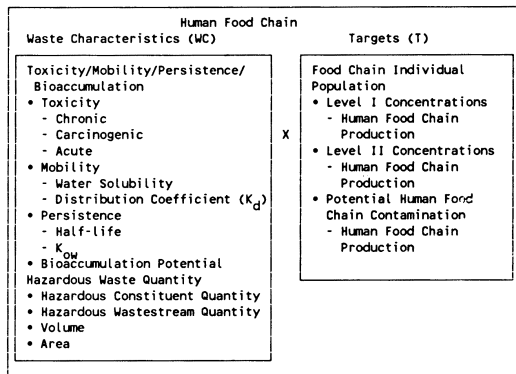 Human Food Chain
Waste Characteristics (WC)
Targets (T)
Toxicity/Mobility/Persistence/
Bioaccumulation
• Toxicity
- Chronic
- Carcinogenic
- Acute
• Mobility
- Water Solubility
- Distribution Coefficient (Kd)
• Persistence
- Half-life
- Kow
• Bioaccumulation Potential
Hazardous Waste Quantity
• Hazardous Constituent Quantity
• Hazardous Wastestream Quantity
• Volume
• Area
X
Food Chain Individual
Population
• Level I Concentrations
- Human Food Chain
Production
• Level II Concentrations
- Human Food Chain
Production
• Potential Human Food
Chain Contamination
- Human Food Chain
Production